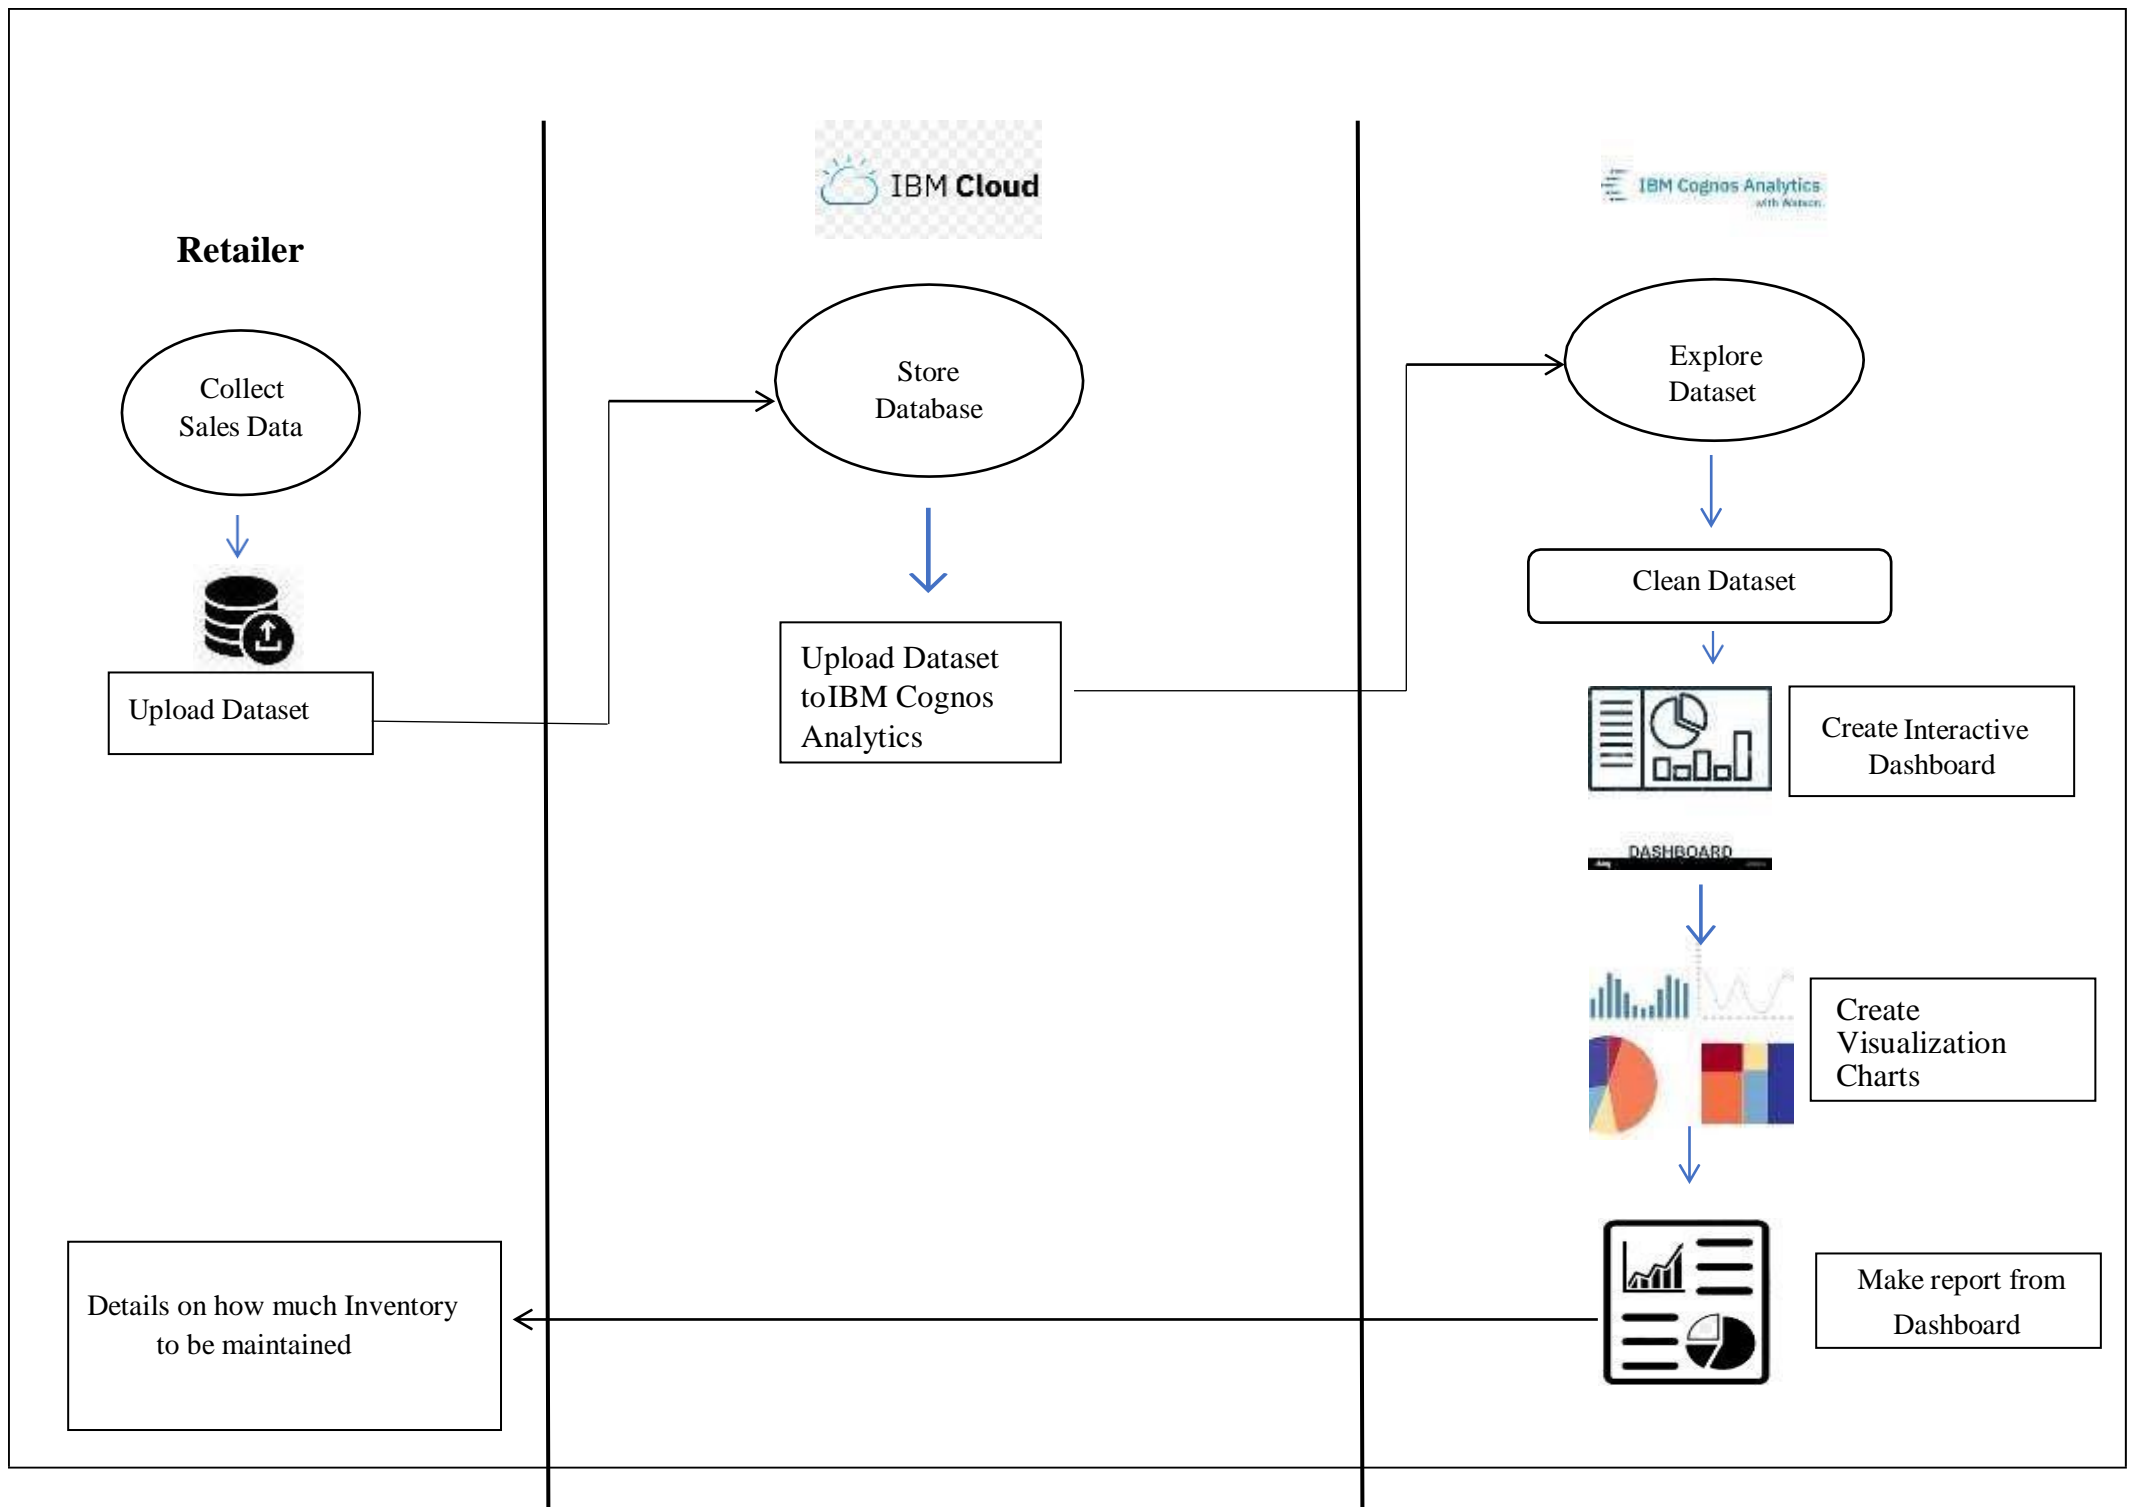 IBM Cloud
IBM Cognos Analytics
with Watson
Retailer
Collect
Sales Data
Upload Dataset
Store
Database
Upload Dataset
toIBM Cognos
Analytics
Explore
Dataset
Clean Dataset
Create Interactive
Dashboard
DASHBOARD
Create
Visualization
Charts
Make report from
Dashboard
Details on how much Inventory
to be maintained